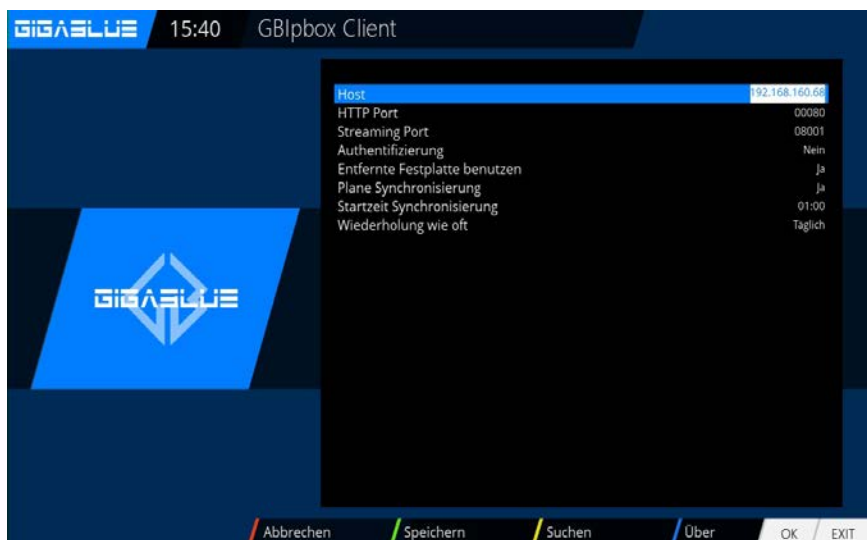 GIGABLUE 15:40 GBIpbox Client
Host 192.168.160.68
HTTP Port 00080
Streaming Port 08001
Authentifizierung Nein
Entfernte Festplatte benutzen Ja
Plane Synchronisierung Ja
Startzeit Synchronisierung 01:00
Wiederholung wie oft Täglich
GIGABLUE
Abbrechen Speichern Suchen Über OK EXIT